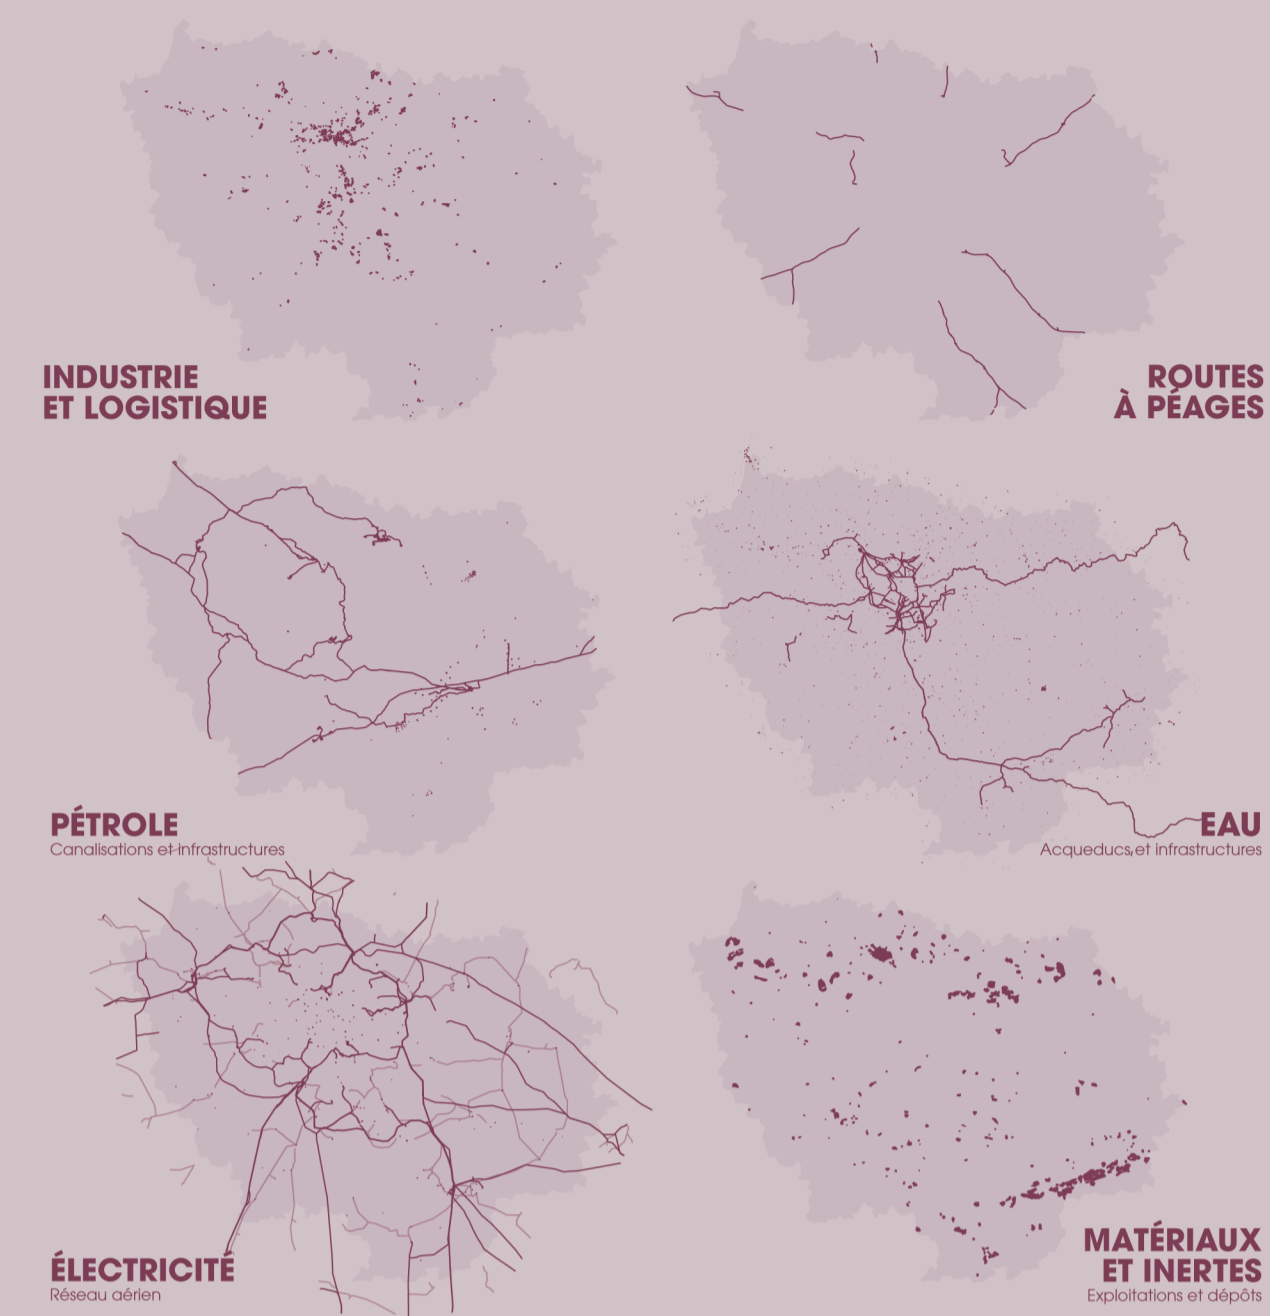 INDUSTRIE
ET LOGISTIQUE
ROUTES
À PÉAGES
PÉTROLE
Canalisations et infrastructures
EAU
Acqueducs et infrastructures
ÉLECTRICITÉ
Réseau aérien
MATÉRIAUX
ET INERTES
Exploitations et dépôts